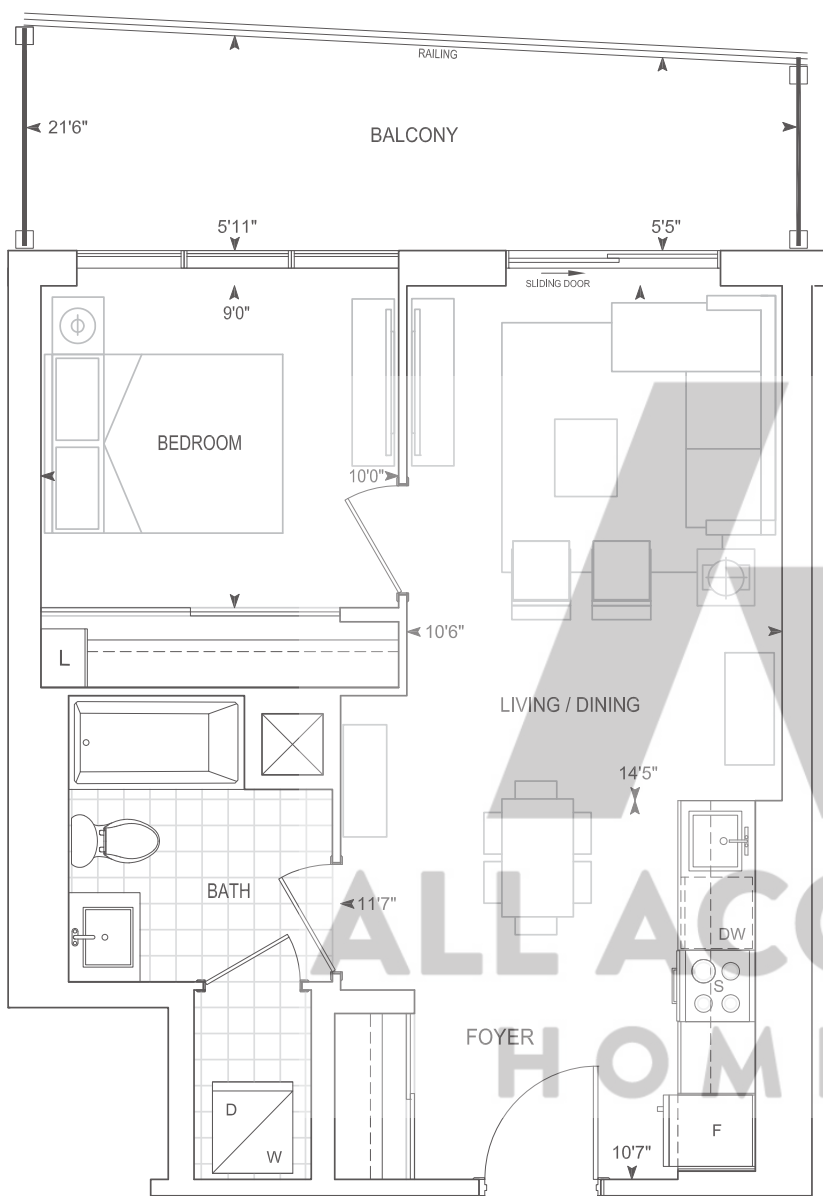 RAILING
21'6"
BALCONY
5'11"
5'5"
SLIDING DOOR
9'0"
BEDROOM
10'0"
10'6"
L
LIVING / DINING
14'5"
BATH
11'7"
DW
S
FOYER
D
W
F
10'7"
ALL ACC
HOM